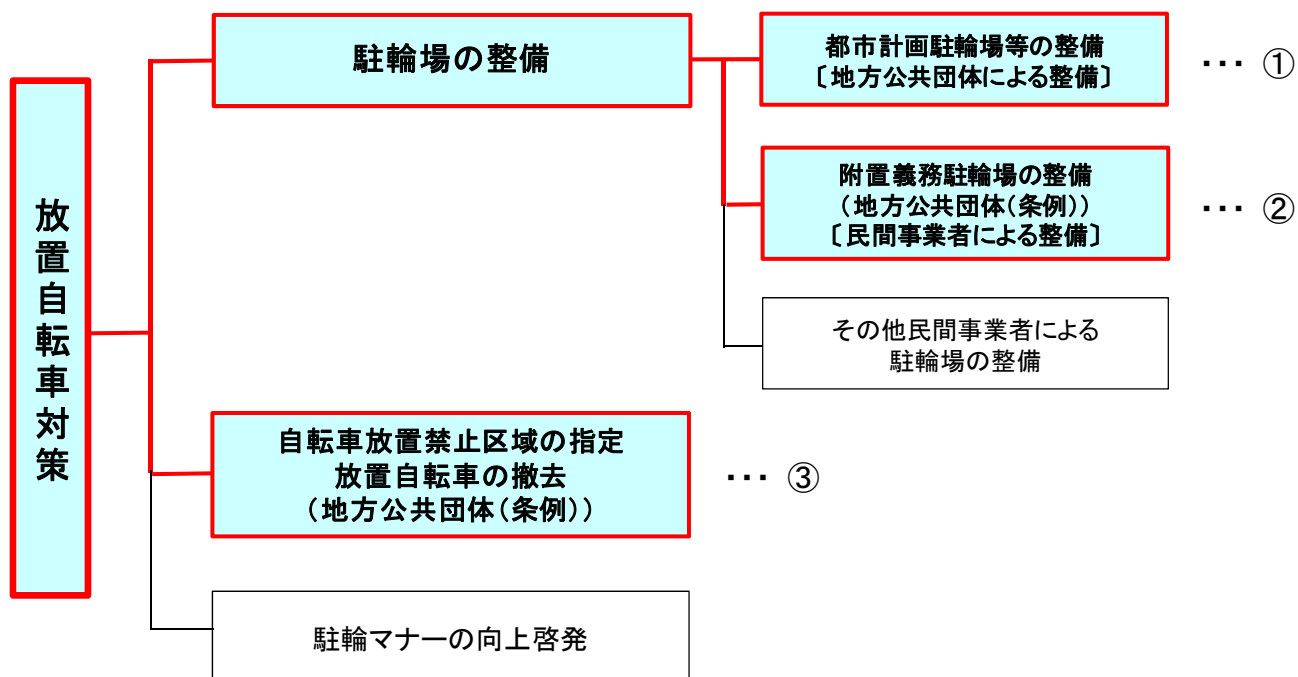 放置自転車対策
駐輪場の整備
都市計画駐輪場等の整備
〔地方公共団体による整備〕
･･･ ①
附置義務駐輪場の整備
（地方公共団体（条例））
〔民間事業者による整備〕
･･･ ②
その他民間事業者による
駐輪場の整備
自転車放置禁止区域の指定
放置自転車の撤去
（地方公共団体（条例））
･･･ ③
駐輪マナーの向上啓発